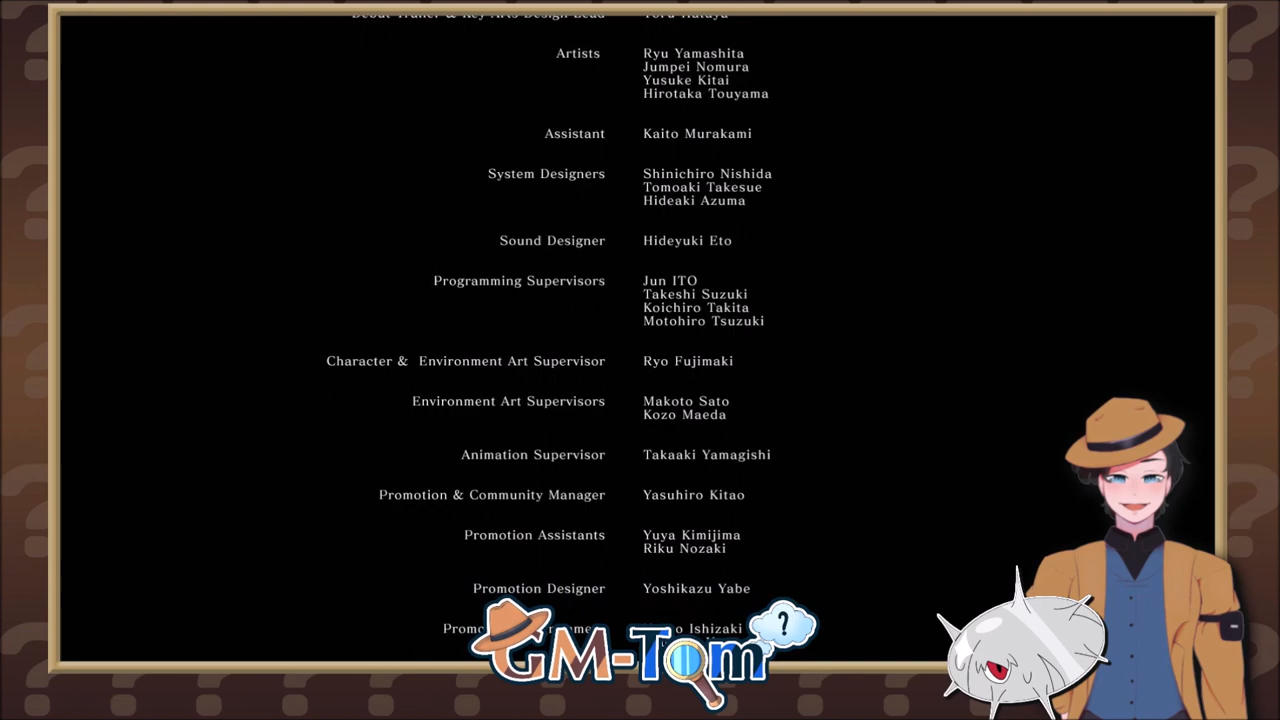 Artists Ryu Yamashita
Jumpei Nomura
Yusuke Kitai
Hirotaka Touyama
Assistant Kaito Murakami
System Designers Shinichiro Nishida
Tomoaki Takesue
Hideaki Azuma
Sound Designer Hideyuki Eto
Programming Supervisors Jun ITO
Takeshi Suzuki
Koichiro Takita
Motohiro Tsuzuki
Character & Environment Art Supervisor Ryo Fujimaki
Environment Art Supervisors Makoto Sato
Kozo Maeda
Animation Supervisor Takaaki Yamagishi
Promotion & Community Manager Yasuhiro Kitao
Promotion Assistants Yuya Kimijima
Riku Nozaki
Promotion Designer Yoshikazu Yabe
Ishizaki
GM-Tom ?